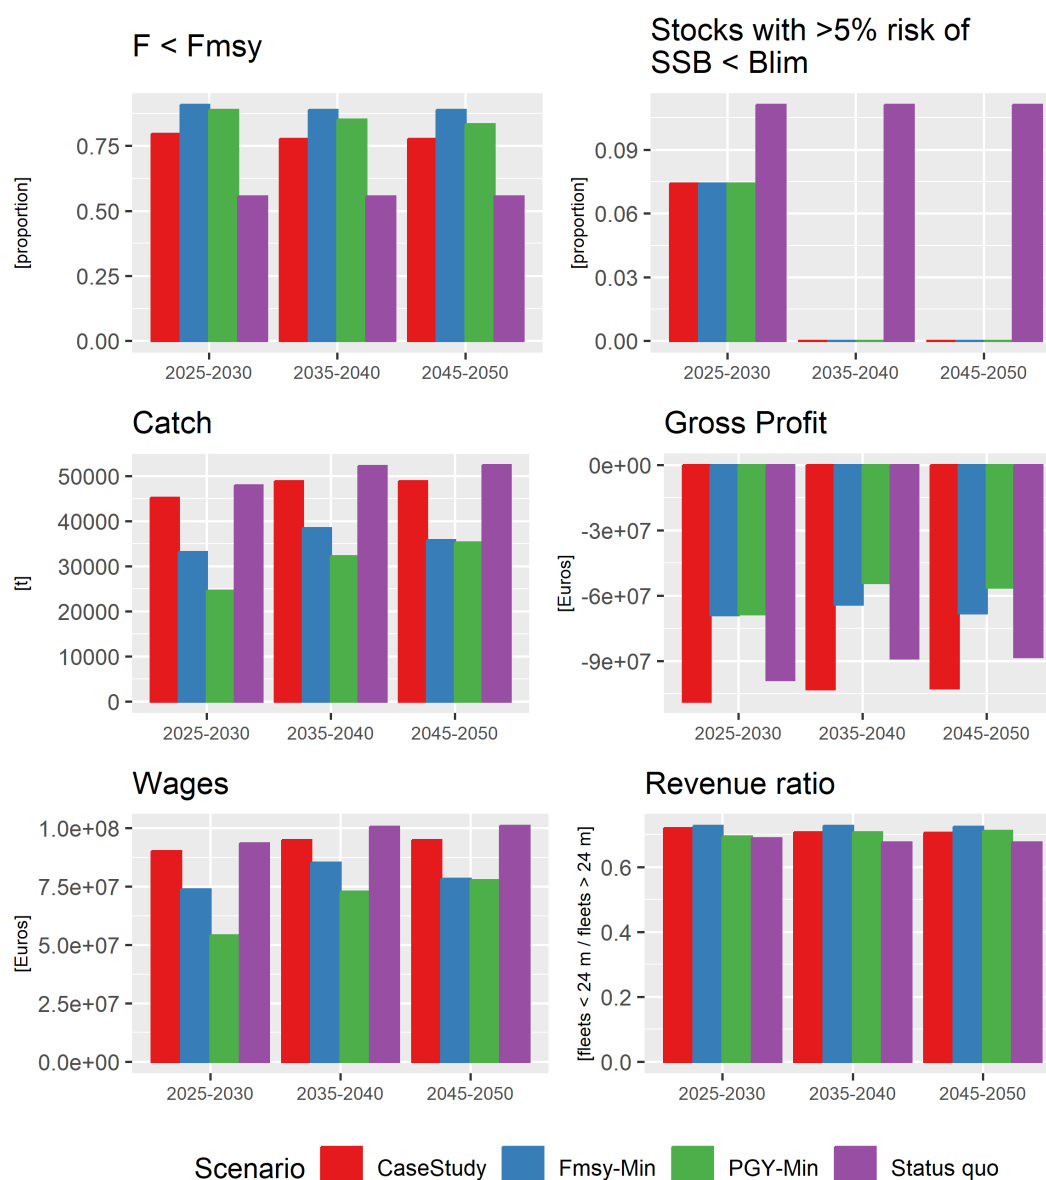 F < Fmsy
[proportion]
0.75
0.50
0.25
0.00
2025-2030
2035-2040
2045-2050
Stocks with >5% risk of
SSB < Blim
[proportion]
0.09
0.06
0.03
0.00
2025-2030
2035-2040
2045-2050
Catch
[t]
50000
40000
30000
20000
10000
0
2025-2030
2035-2040
2045-2050
Gross Profit
[Euros]
0e+00
-3e+07
-6e+07
-9e+07
2025-2030
2035-2040
2045-2050
Wages
[Euros]
1.0e+08
7.5e+07
5.0e+07
2.5e+07
0.0e+00
2025-2030
2035-2040
2045-2050
Revenue ratio
[fleets < 24 m / fleets > 24 m]
0.6
0.4
0.2
0.0
2025-2030
2035-2040
2045-2050
Scenario
CaseStudy
Fmsy-Min
PGY-Min
Status quo